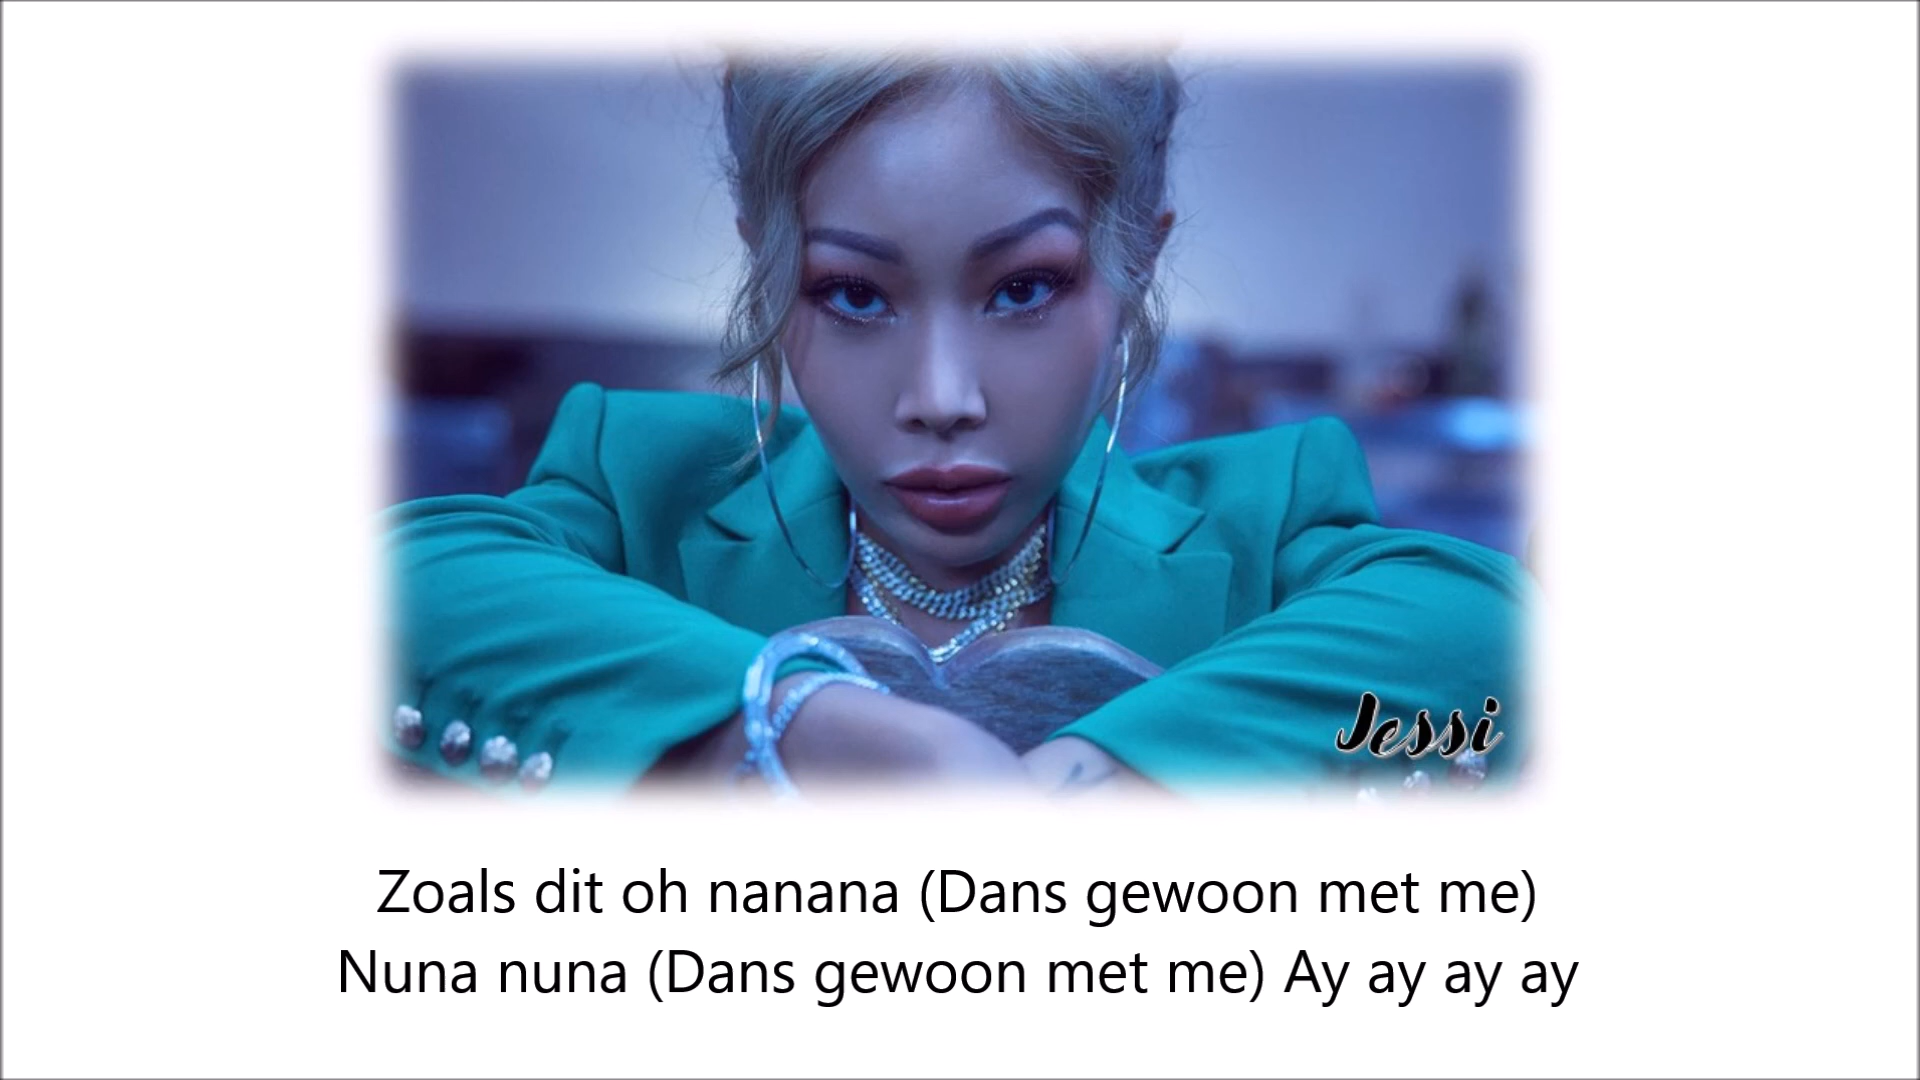 Jessi
Zoals dit oh nanana (Dans gewoon met me)
Nuna nuna (Dans gewoon met me) Ay ay ay ay